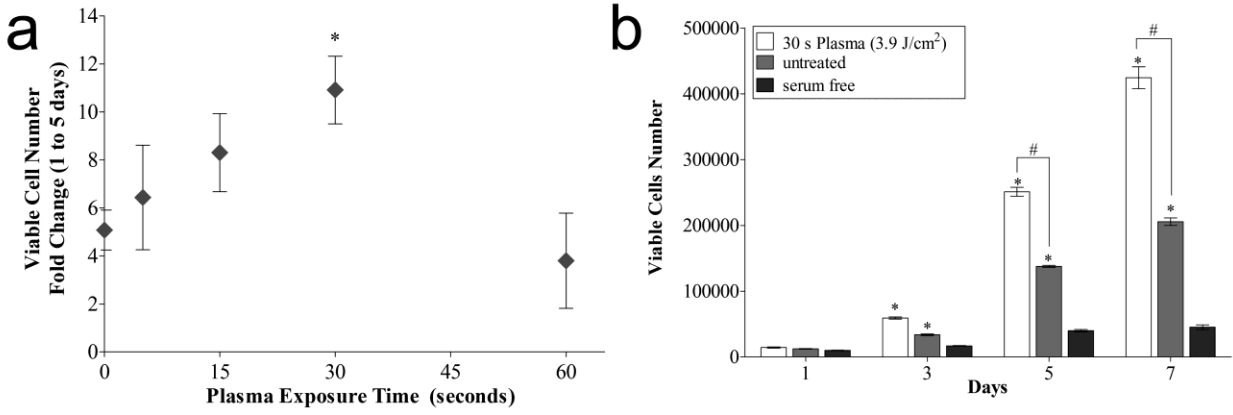 a
14
12
10
8
6
4
2
0
*
Viable Cell Number
Fold Change (1 to 5 days)
0 15 30 45 60
Plasma Exposure Time (seconds)
b
500000
400000
300000
200000
100000
0
Viable Cells Number
30 s Plasma (3.9 J/cm²)
untreated
serum free
* *
# * *
# * *
1 3 5 7
Days